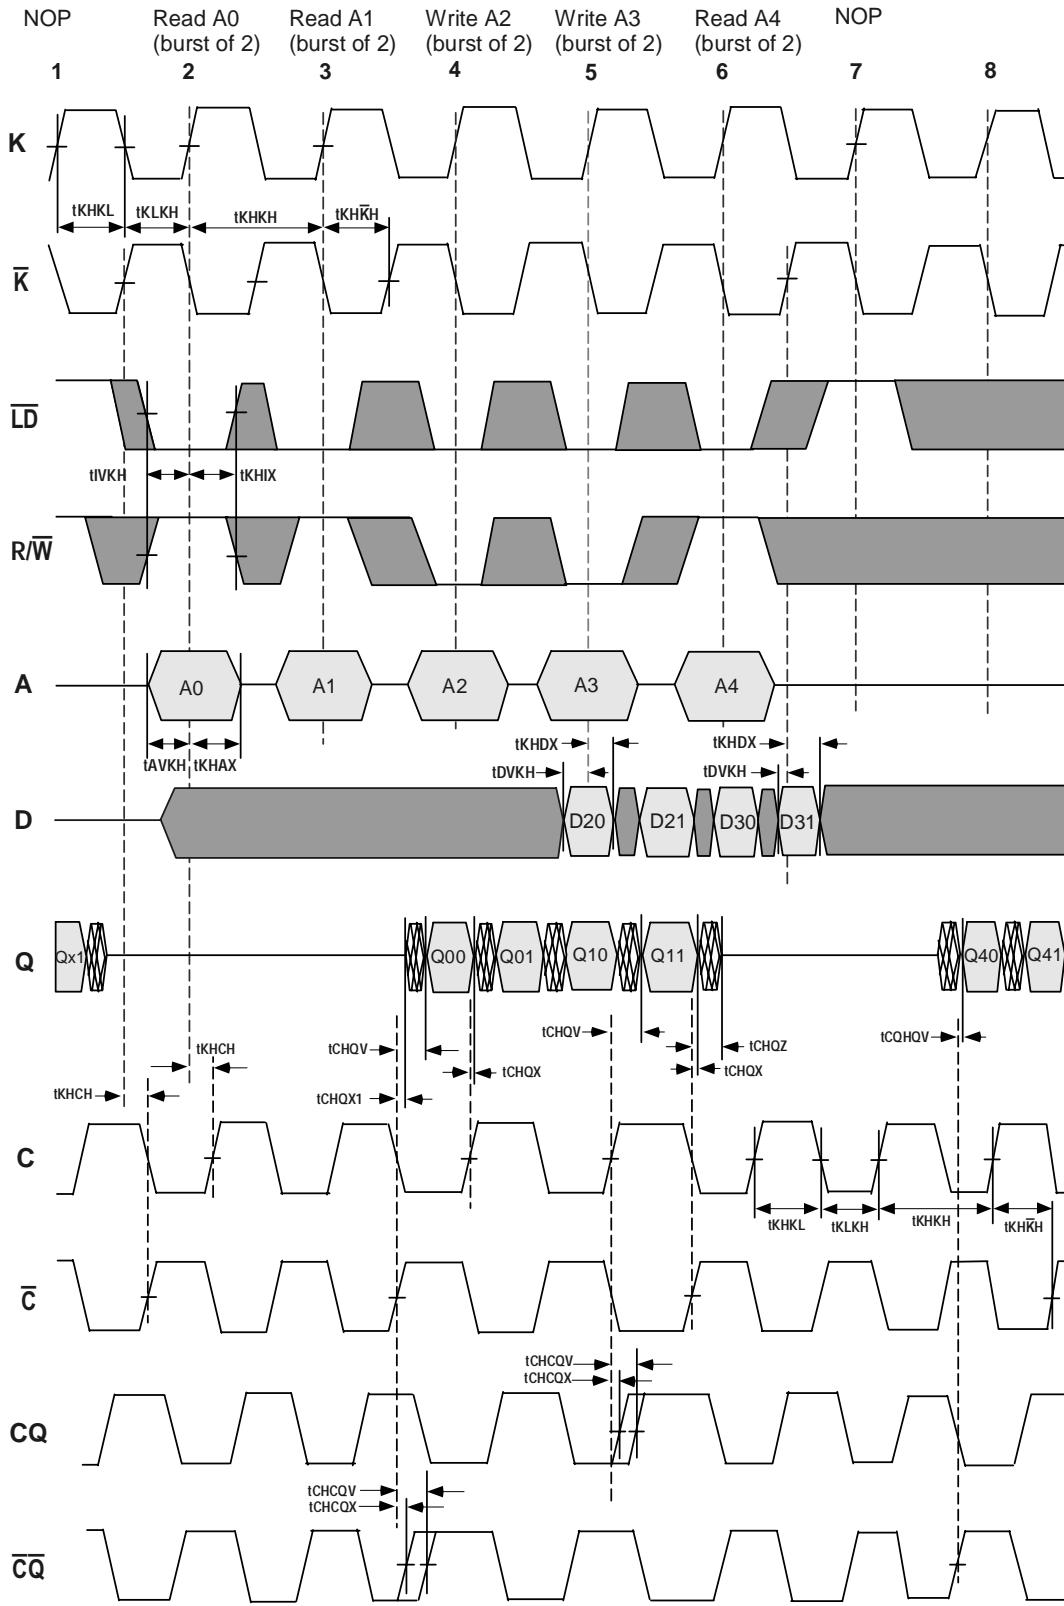 NOP Read A0 Read A1 Write A2 Write A3 Read A4 NOP
(burst of 2) (burst of 2) (burst of 2) (burst of 2) (burst of 2)
1 2 3 4 5 6 7 8
K
tKHKL tKLKH tKHKH tKHK̅H
K̅
L̅D̅
tIVKH tKHIX
R/W̅
A A0 A1 A2 A3 A4
tKHDX tKHDX
tAVKH tKHAX tDVKH tDVKH
D D20 D21 D30 D31
Q Qx1 Q00 Q01 Q10 Q11 Q40 Q41
tCHQV tCHQV tCQHQV
tKHCH tCHQZ
tCHQX tCHQX
tKHCH tCHQX1
C
tKHKL tKLKH tKHKH tKHK̅H
C̅
tCHCQV
tCHCQX
CQ
tCHCQV
tCHCQX
C̅Q̅